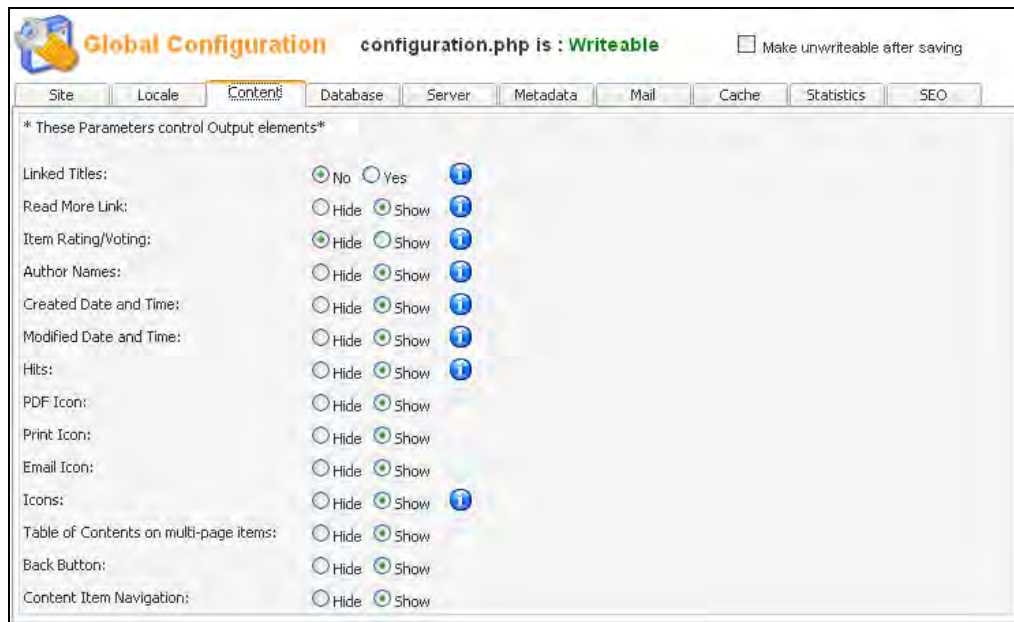 Global Configuration configuration.php is : Writeable Make unwriteable after saving
Site Locale Content Database Server Metadata Mail Cache Statistics SEO
* These Parameters control Output elements*
Linked Titles: No Yes
Read More Link: Hide Show
Item Rating/Voting: Hide Show
Author Names: Hide Show
Created Date and Time: Hide Show
Modified Date and Time: Hide Show
Hits: Hide Show
PDF Icon: Hide Show
Print Icon: Hide Show
Email Icon: Hide Show
Icons: Hide Show
Table of Contents on multi-page items: Hide Show
Back Button: Hide Show
Content Item Navigation: Hide Show